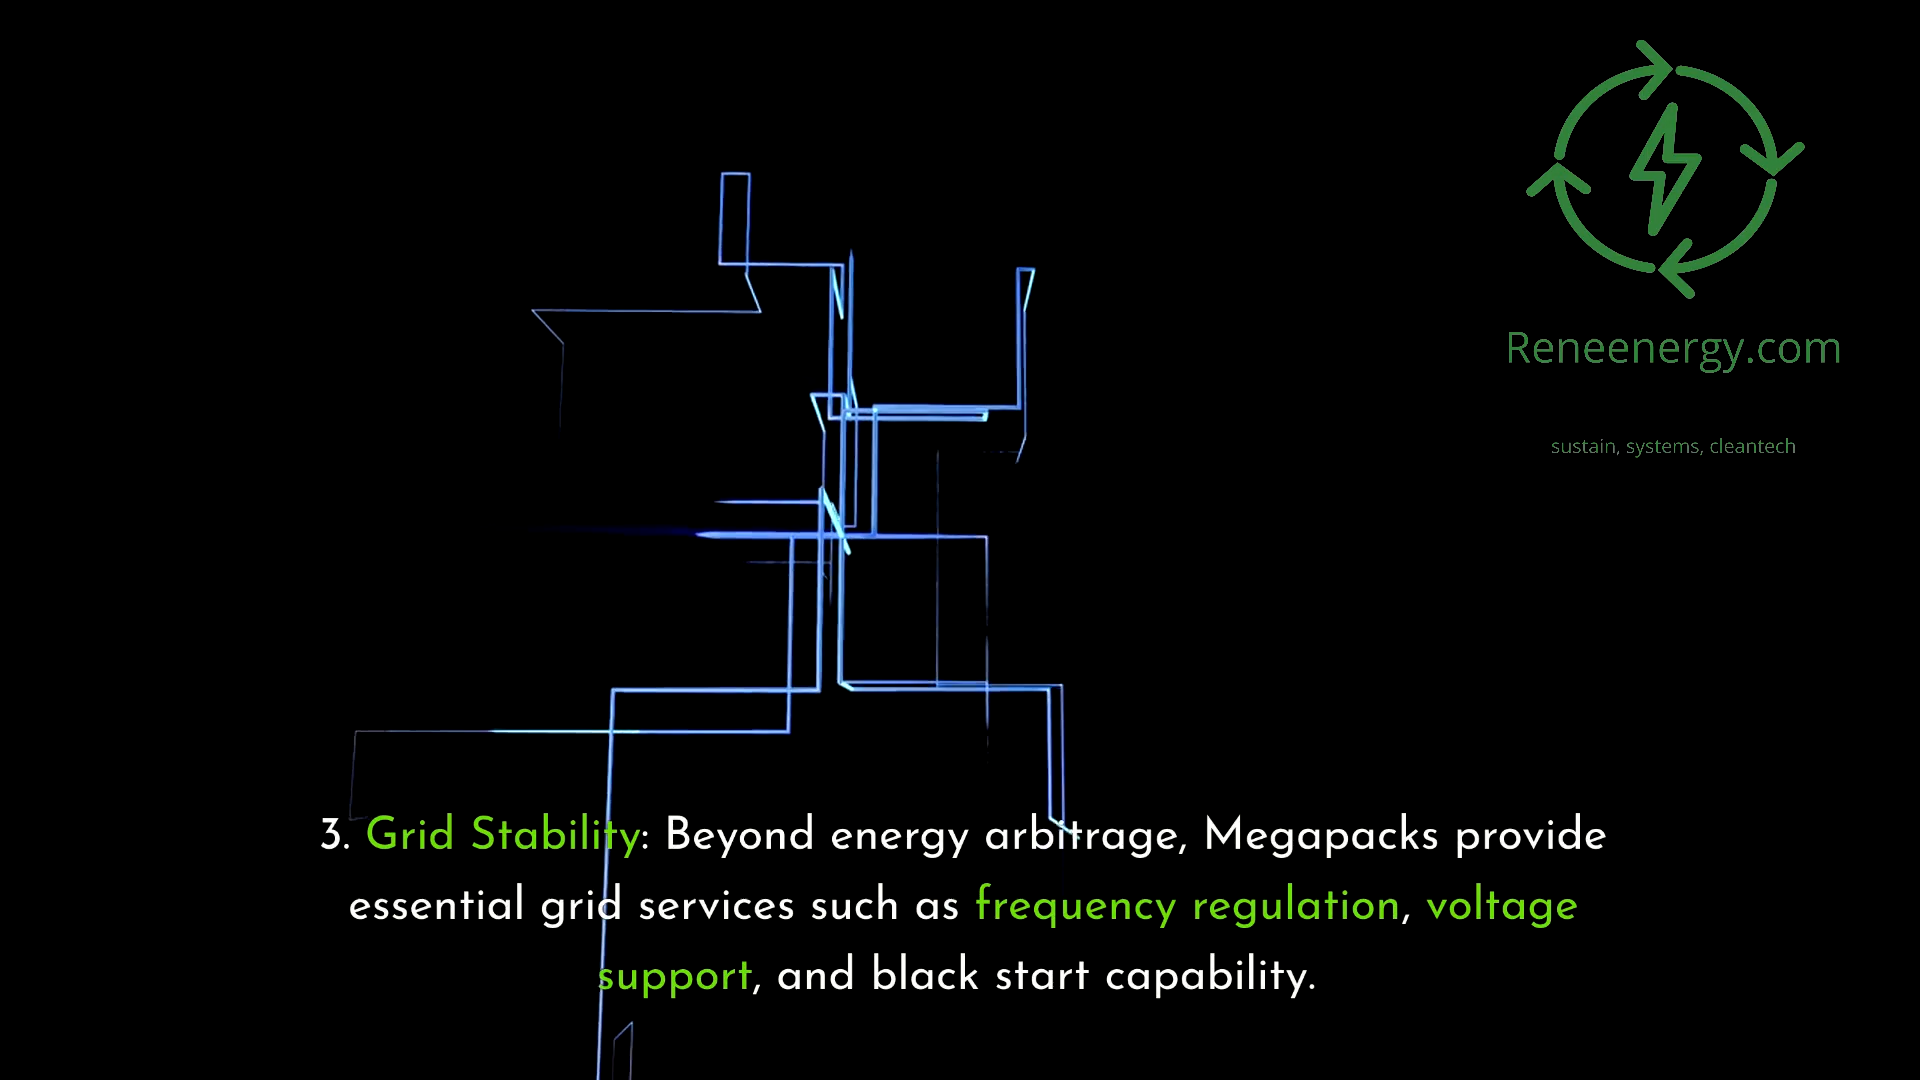 Reneenergy.com
sustain, systems, cleantech
3. Grid Stability: Beyond energy arbitrage, Megapacks provide
essential grid services such as frequency regulation, voltage
support, and black start capability.